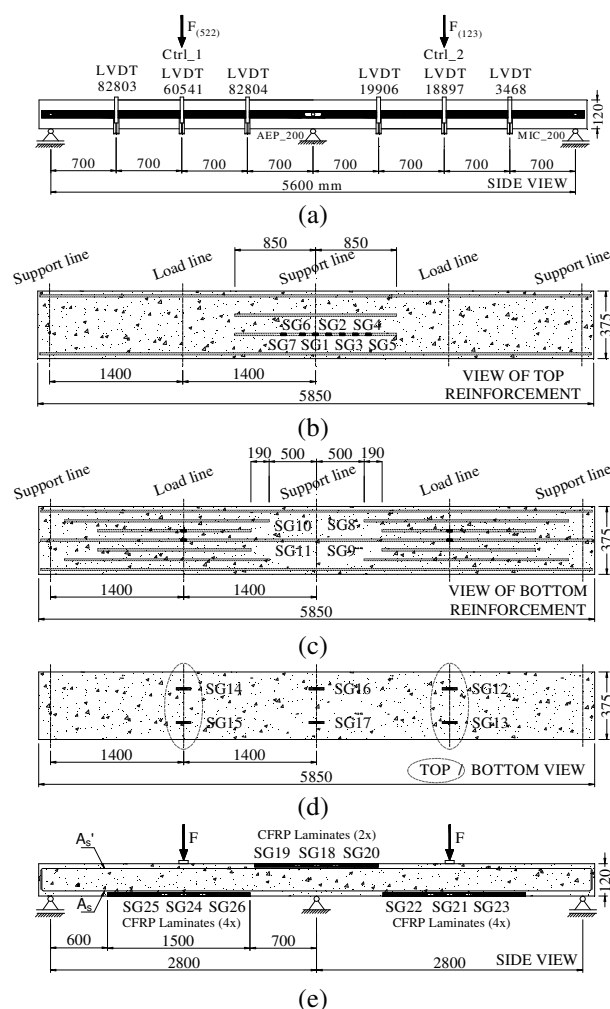 F(522)
F(123)
Ctrl_1
Ctrl_2
LVDT LVDT LVDT LVDT LVDT LVDT
82803 60541 82804 19906 18897 3468
120
AEP_200 MIC_200
700 700 700 700 700 700 700 700
5600 mm SIDE VIEW
(a)
850 850
Support line Load line Support line Load line Support line
SG6 SG2 SG4
SG7 SG1 SG3 SG5
375
1400 1400 VIEW OF TOP
REINFORCEMENT
5850
(b)
190 500 500 190
Support line Load line Support line Load line Support line
SG10 SG8
SG11 SG9
375
1400 1400 VIEW OF BOTTOM
REINFORCEMENT
5850
(c)
SG14 SG16 SG12
SG15 SG17 SG13
375
1400 1400
5850 TOP / BOTTOM VIEW
(d)
F F
CFRP Laminates (2x)
As' SG19 SG18 SG20
As
120
SG25 SG24 SG26 SG22 SG21 SG23
CFRP Laminates (4x) CFRP Laminates (4x)
600 1500 700
2800 2800 SIDE VIEW
(e)